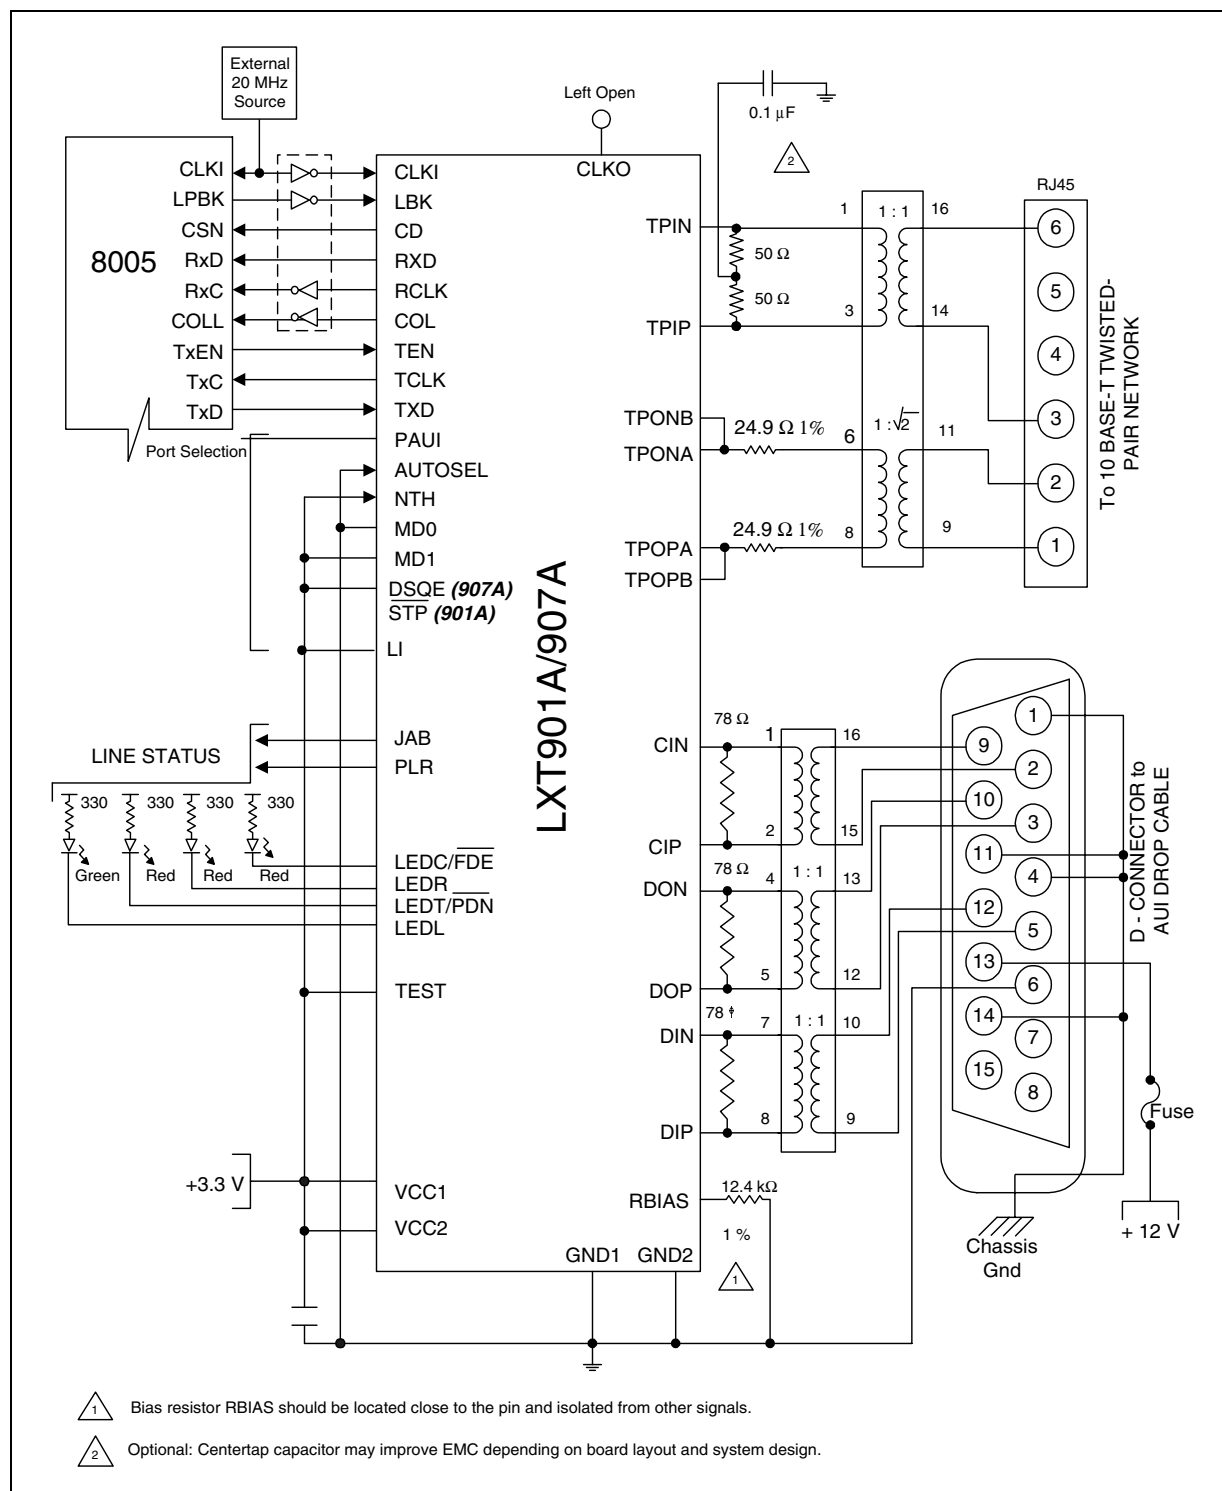 External
20 MHz
Source
Left Open
0.1 µF
2
8005
CLKI
LPBK
CSN
RxD
RxC
COLL
TxEN
TxC
TxD
Port Selection
CLKO
CLKI
LBK
CD
RXD
RCLK
COL
TEN
TCLK
TXD
PAUI
AUTOSEL
NTH
MD0
MD1
DSQE (907A)
STP (901A)
LI
JAB
PLR
LINE STATUS
330 330 330 330
Green Red Red Red
LEDC/FDE
LEDR
LEDT/PDN
LEDL
TEST
+3.3 V
VCC1
VCC2
GND1 GND2
LXT901A/907A
TPIN
50 Ω
50 Ω
TPIP
1 1 : 1 16
3 14
TPONB
TPONA
24.9 Ω 1%
6 1 : √2 11
TPOPA
TPOPB
24.9 Ω 1%
8 9
RJ45
6
5
4
3
2
1
To 10 BASE-T TWISTED-
PAIR NETWORK
CIN
78 Ω
1 16
CIP
2 15
DON
78 Ω
4 1 : 1 13
DOP
5 12
DIN
78 ϕ
7 1 : 1 10
DIP
8 9
RBIAS
12.4 kΩ
1 %
1
1
9
2
10
3
11
4
12
5
13
6
14
7
15
8
D - CONNECTOR to
AUI DROP CABLE
Fuse
+ 12 V
Chassis
Gnd
1 Bias resistor RBIAS should be located close to the pin and isolated from other signals.
2 Optional: Centertap capacitor may improve EMC depending on board layout and system design.